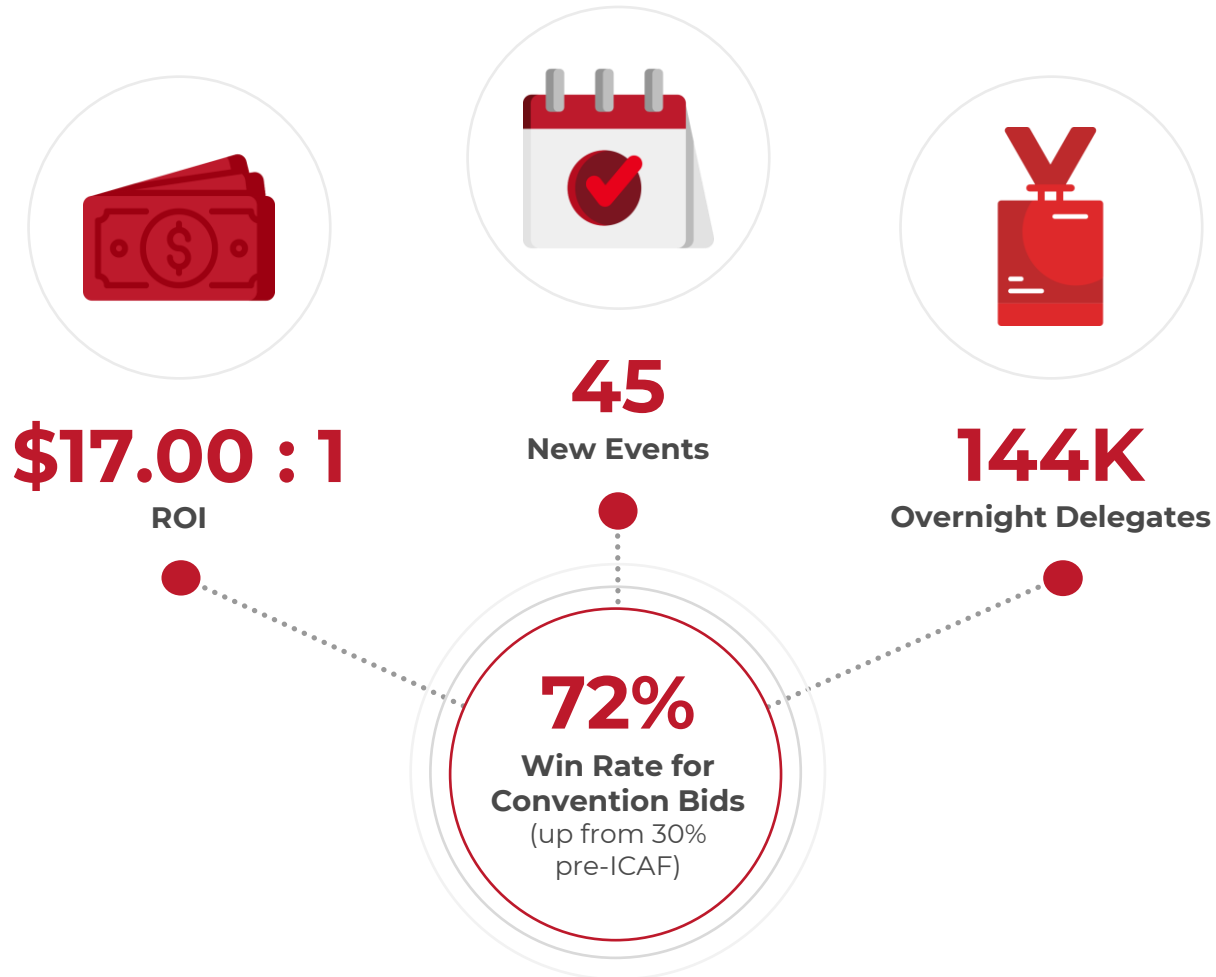 $17.00 : 1
ROI
45
New Events
144K
Overnight Delegates
72%
Win Rate for
Convention Bids
(up from 30%
pre-ICAF)